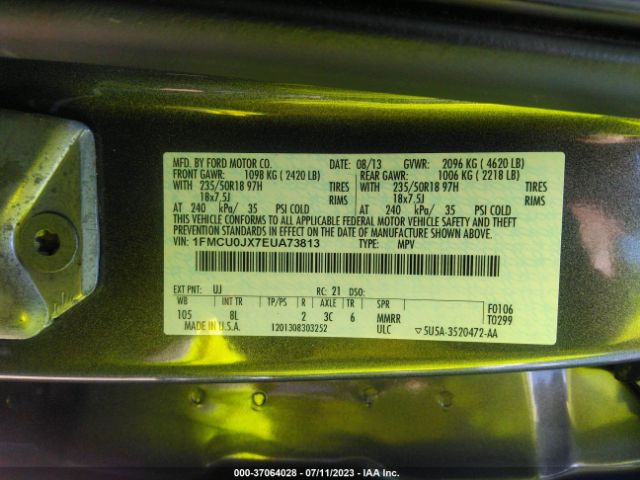 MFD. BY FORD MOTOR CO. DATE: 08/13 GVWR: 2096 KG (4620 LB)
FRONT GAWR: 1098 KG (2420 LB) REAR GAWR: 1006 KG (2218 LB)
WITH 235/50R18 97H TIRES WITH 235/50R18 97H TIRES
18x7.5J RIMS 18x7.5J RIMS
AT 240 kPa/ 35 PSI COLD AT 240 kPa/ 35 PSI COLD
THIS VEHICLE CONFORMS TO ALL APPLICABLE FEDERAL MOTOR VEHICLE SAFETY AND THEFT
PREVENTION STANDARDS IN EFFECT ON THE DATE OF MANUFACTURE SHOWN ABOVE.
VIN: 1FMCU0JX7EUA73813 TYPE: MPV
EXT PNT: UJ RC: 21 DSO:
WB INT TR TP/PS R AXLE TR SPR F0106
105 8L 2 3C 6 MMRR T0299
MADE IN U.S.A. 1201308303252 ULC 5U5A-3520472-AA
000-37064028 - 07/11/2023 - IAA Inc.